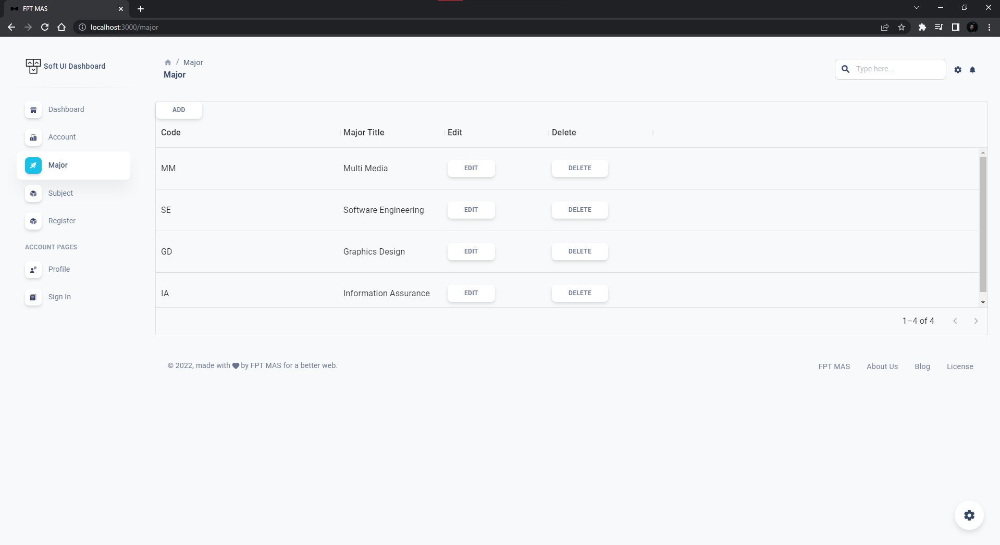 FPT MAS
localhost:3000/major
Soft UI Dashboard
/ Major
Major
Type here...
Dashboard
Account
Major
Subject
Register
ACCOUNT PAGES
Profile
Sign In
ADD
Code Major Title Edit Delete
MM Multi Media EDIT DELETE
SE Software Engineering EDIT DELETE
GD Graphics Design EDIT DELETE
IA Information Assurance EDIT DELETE
1–4 of 4
© 2022, made with by FPT MAS for a better web.
FPT MAS About Us Blog License